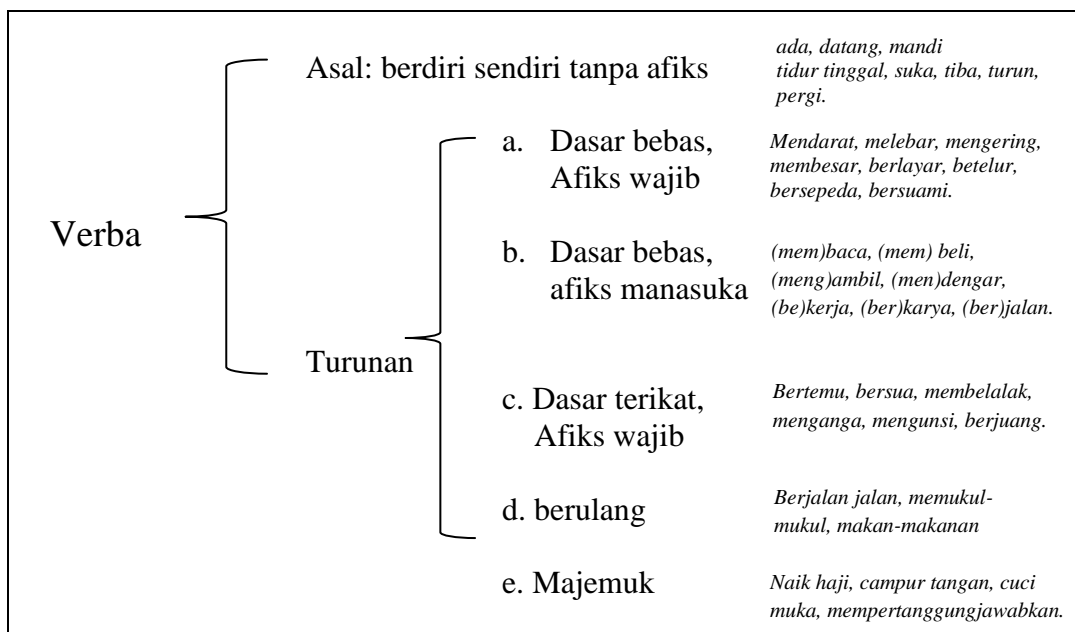 Verba
Asal: berdiri sendiri tanpa afiks
ada, datang, mandi
tidur tinggal, suka, tiba, turun,
pergi.
Turunan
a. Dasar bebas,
Afiks wajib
Mendarat, melebar, mengering,
membesar, berlayar, betelur,
bersepeda, bersuami.
b. Dasar bebas,
afiks manasuka
(mem)baca, (mem) beli,
(meng)ambil, (men)dengar,
(be)kerja, (ber)karya, (ber)jalan.
c. Dasar terikat,
Afiks wajib
Bertemu, bersua, membelalak,
menganga, mengunsi, berjuang.
d. berulang
Berjalan jalan, memukul-
mukul, makan-makanan
e. Majemuk
Naik haji, campur tangan, cuci
muka, mempertanggungjawabkan.